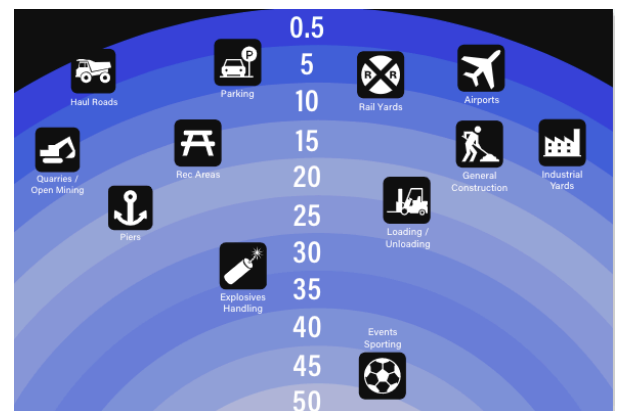 0.5
5
10
15
20
25
30
35
40
45
50
Haul Roads
P
Parking
R R
Rail Yards
Airports
Quarries /
Open Mining
Rec Areas
General
Construction
Industrial
Yards
Piers
Loading /
Unloading
Explosives
Handling
Events
Sporting